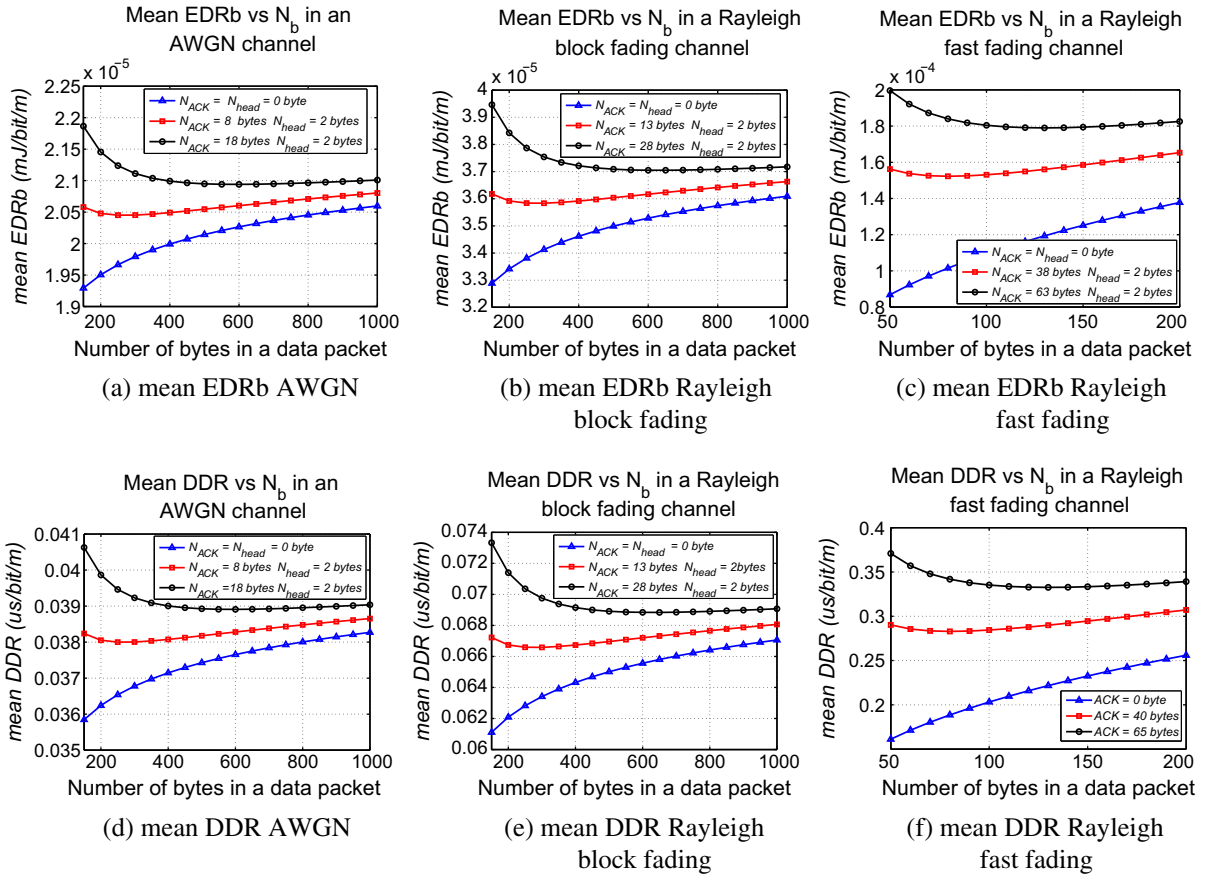 Mean EDRb vs N_b in an
AWGN channel
x 10^-5
2.25
2.2
2.15
2.1
2.05
2
1.95
1.9
mean EDRb (mJ/bit/m)
N_ACK = N_head = 0 byte
N_ACK = 8 bytes N_head = 2 bytes
N_ACK = 18 bytes N_head = 2 bytes
200 400 600 800 1000
Number of bytes in a data packet
(a) mean EDRb AWGN
Mean EDRb vs N_b in a Rayleigh
block fading channel
x 10^-5
4
3.9
3.8
3.7
3.6
3.5
3.4
3.3
3.2
mean EDRb (mJ/bit/m)
N_ACK = N_head = 0 byte
N_ACK = 13 bytes N_head = 2 bytes
N_ACK = 28 bytes N_head = 2 bytes
200 400 600 800 1000
Number of bytes in a data packet
(b) mean EDRb Rayleigh
block fading
Mean EDRb vs N_b in a Rayleigh
fast fading channel
x 10^-4
2
1.8
1.6
1.4
1.2
1
0.8
mean EDRb (mJ/bit/m)
N_ACK = N_head = 0 byte
N_ACK = 38 bytes N_head = 2 bytes
N_ACK = 63 bytes N_head = 2 bytes
50 100 150 200
Number of bytes in a data packet
(c) mean EDRb Rayleigh
fast fading
Mean DDR vs N_b in an
AWGN channel
0.041
0.04
0.039
0.038
0.037
0.036
0.035
mean DDR (us/bit/m)
N_ACK = N_head = 0 byte
N_ACK = 8 bytes N_head = 2 bytes
N_ACK =18 bytes N_head = 2 bytes
200 400 600 800 1000
Number of bytes in a data packet
(d) mean DDR AWGN
Mean DDR vs N_b in a Rayleigh
block fading channel
0.074
0.072
0.07
0.068
0.066
0.064
0.062
0.06
mean DDR (us/bit/m)
N_ACK = N_head = 0 byte
N_ACK = 13 bytes N_head = 2bytes
N_ACK = 28 bytes N_head = 2 bytes
200 400 600 800 1000
Number of bytes in a data packet
(e) mean DDR Rayleigh
block fading
Mean DDR vs N_b in a Rayleigh
fast fading channel
0.4
0.35
0.3
0.25
0.2
mean DDR (us/bit/m)
ACK = 0 byte
ACK = 40 bytes
ACK = 65 bytes
50 100 150 200
Number of bytes in a data packet
(f) mean DDR Rayleigh
fast fading